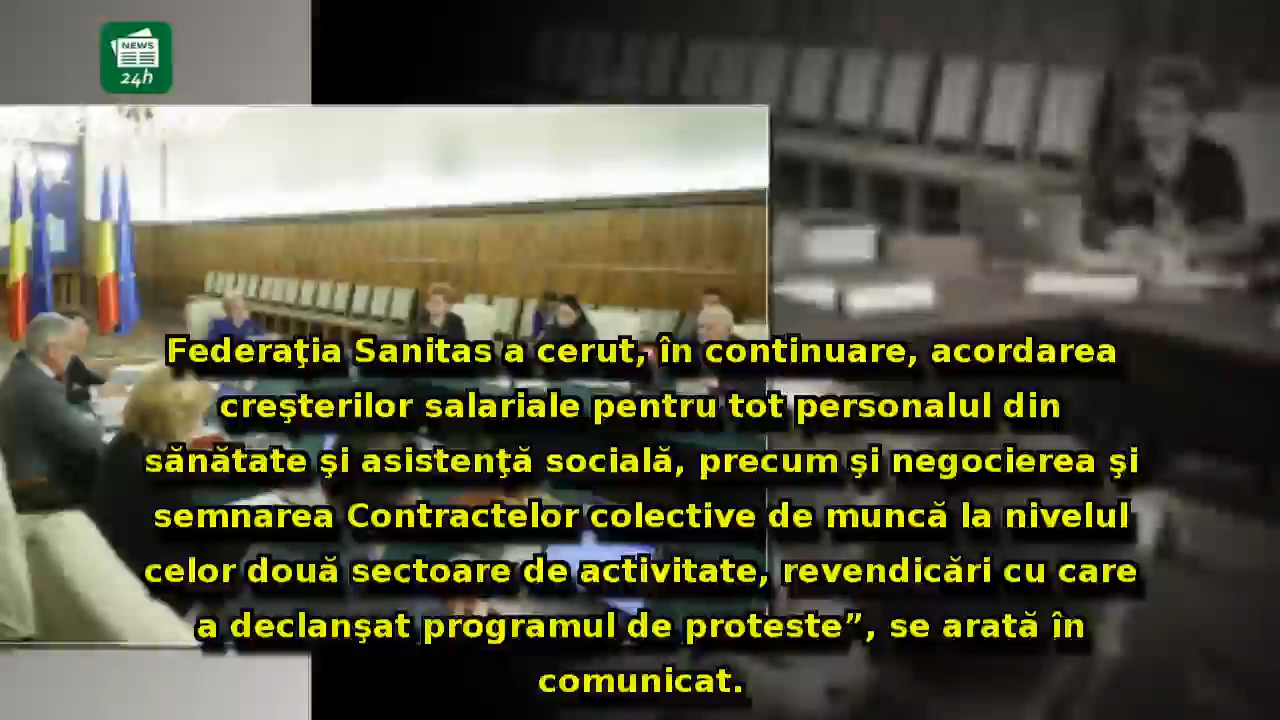 NEWS
24h
Federaţia Sanitas a cerut, în continuare, acordarea
creşterilor salariale pentru tot personalul din
sănătate şi asistenţă socială, precum şi negocierea şi
semnarea Contractelor colective de muncă la nivelul
celor două sectoare de activitate, revendicări cu care
a declanşat programul de proteste”, se arată în
comunicat.